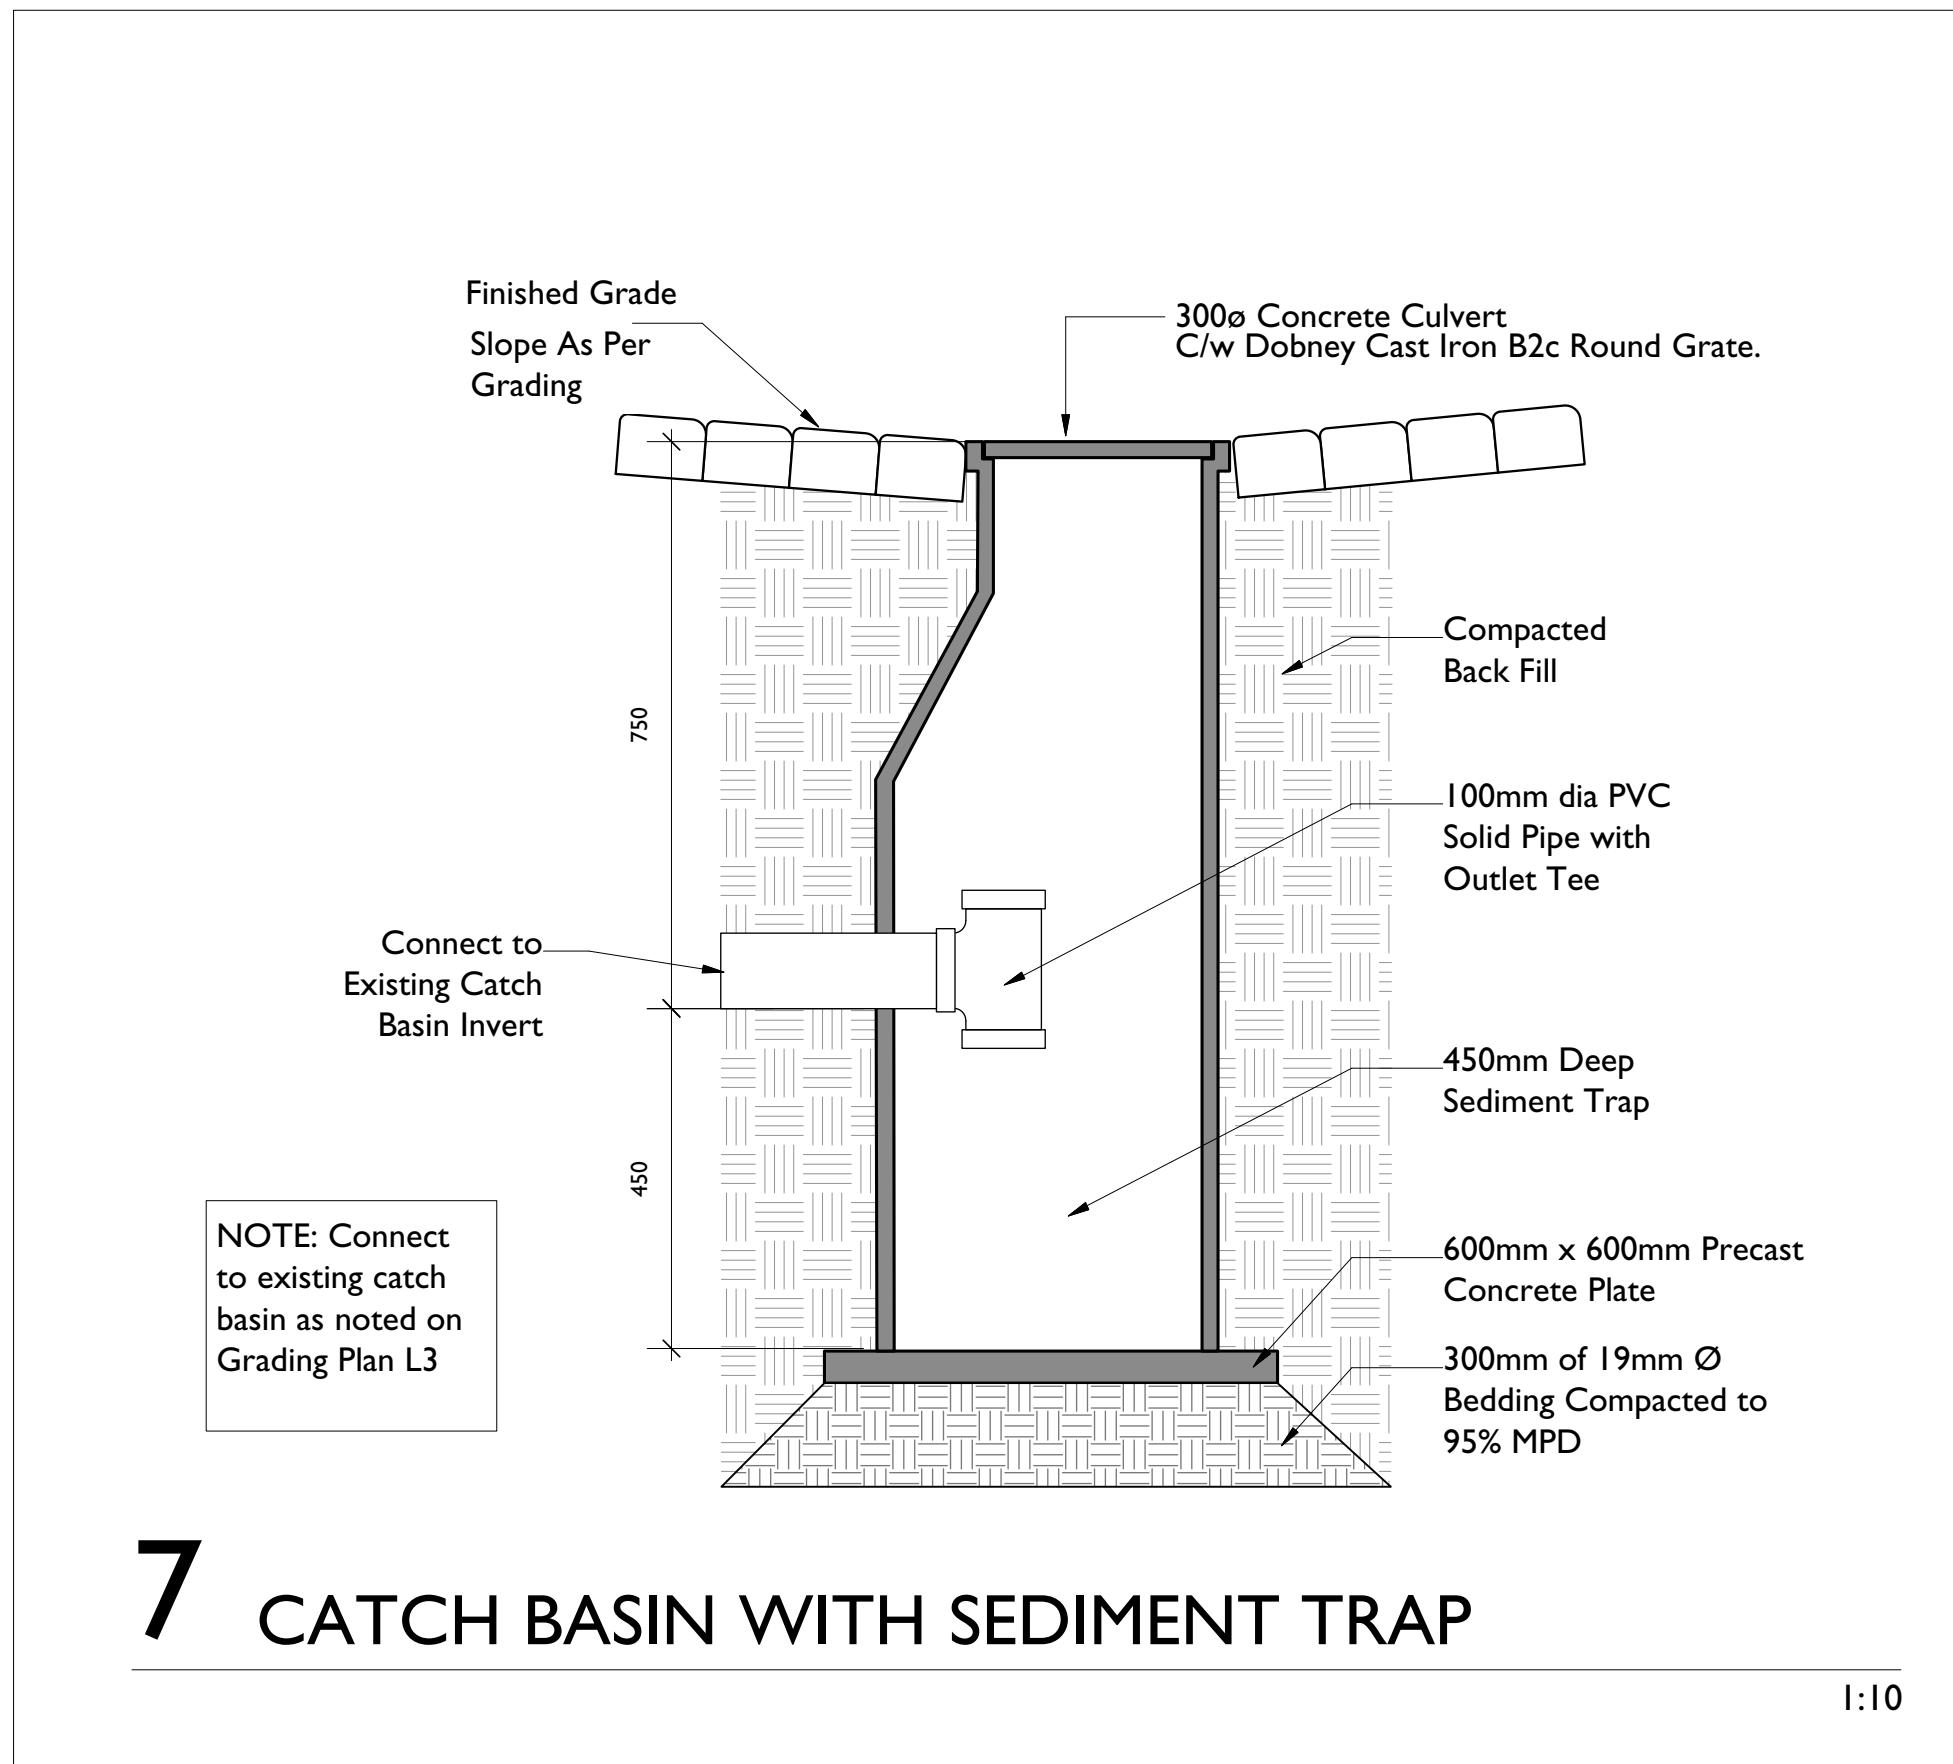 Finished Grade
Slope As Per
Grading
300ø Concrete Culvert
C/w Dobney Cast Iron B2c Round Grate.
Compacted
Back Fill
750
100mm dia PVC
Solid Pipe with
Outlet Tee
Connect to
Existing Catch
Basin Invert
450mm Deep
Sediment Trap
450
NOTE: Connect
to existing catch
basin as noted on
Grading Plan L3
600mm x 600mm Precast
Concrete Plate
300mm of 19mm Ø
Bedding Compacted to
95% MPD
7 CATCH BASIN WITH SEDIMENT TRAP
1:10